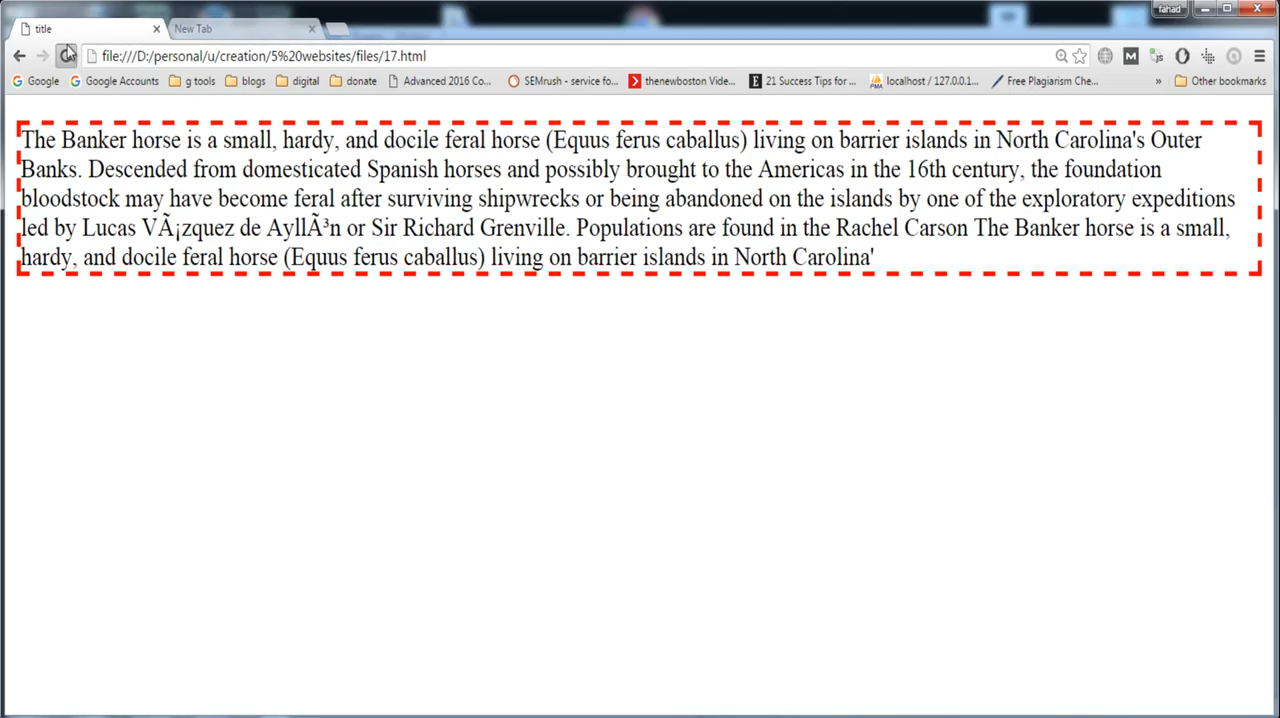 fahad
title
New Tab
file:///D:/personal/u/creation/5%20websites/files/17.html
Google
Google Accounts
g tools
blogs
digital
donate
Advanced 2016 Co...
SEMrush - service fo...
thenewboston Vide...
21 Success Tips for ...
localhost / 127.0.0.1...
Free Plagiarism Che...
»
Other bookmarks
The Banker horse is a small, hardy, and docile feral horse (Equus ferus caballus) living on barrier islands in North Carolina's Outer
Banks. Descended from domesticated Spanish horses and possibly brought to the Americas in the 16th century, the foundation
bloodstock may have become feral after surviving shipwrecks or being abandoned on the islands by one of the exploratory expeditions
led by Lucas VÃ¡zquez de AyllÃ³n or Sir Richard Grenville. Populations are found in the Rachel Carson The Banker horse is a small,
hardy, and docile feral horse (Equus ferus caballus) living on barrier islands in North Carolina'